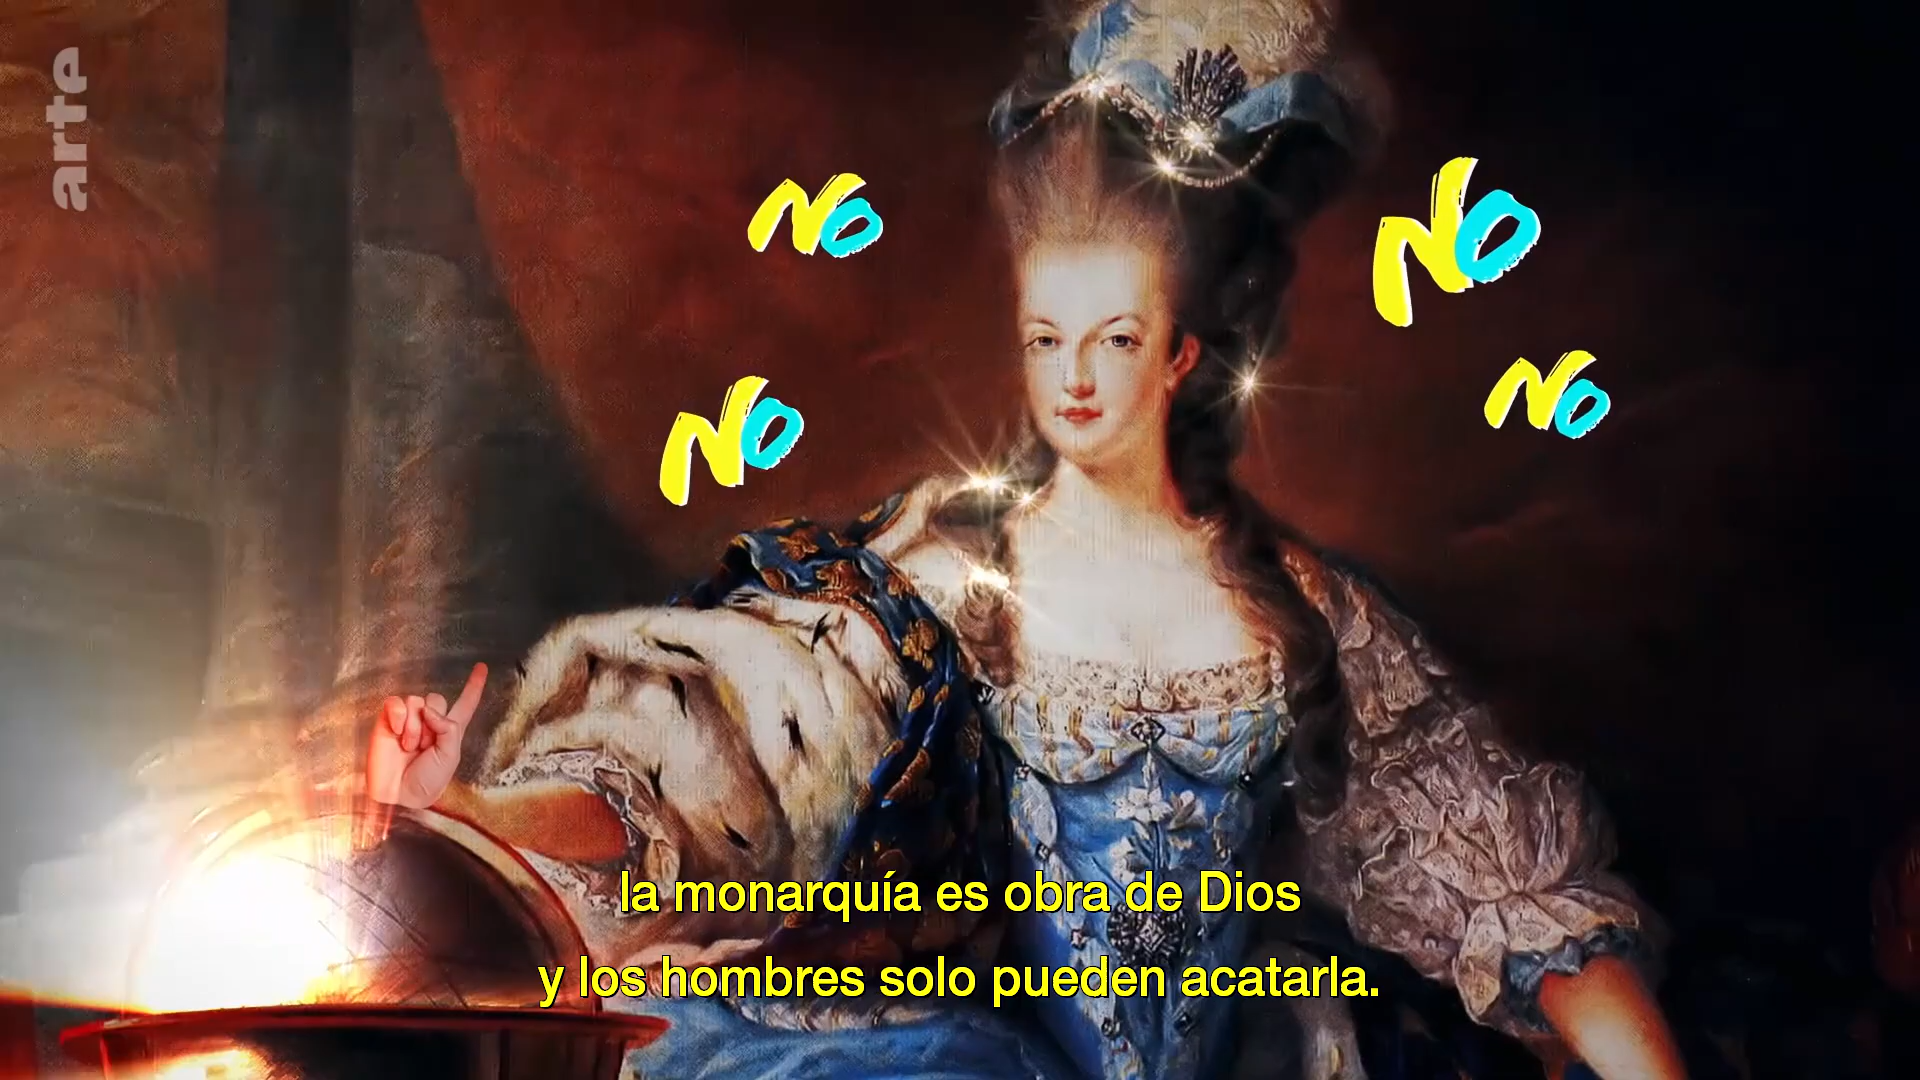 arte
NO
NO
NO
NO
la monarquía es obra de Dios
y los hombres solo pueden acatarla.